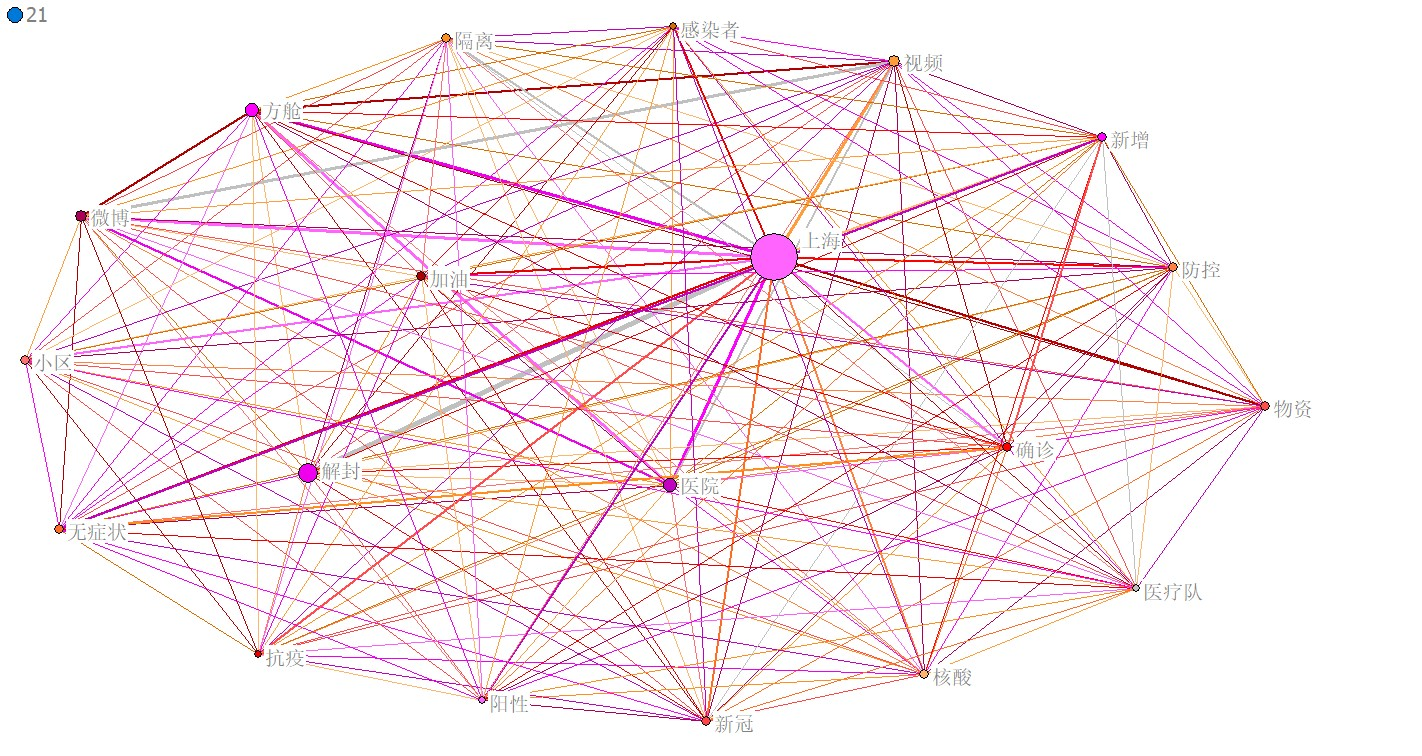 21
感染者
隔离
视频
方舱
新增
微博
上海
防控
加油
小区
物资
确诊
解封
医院
无症状
医疗队
抗疫
核酸
阳性
新冠